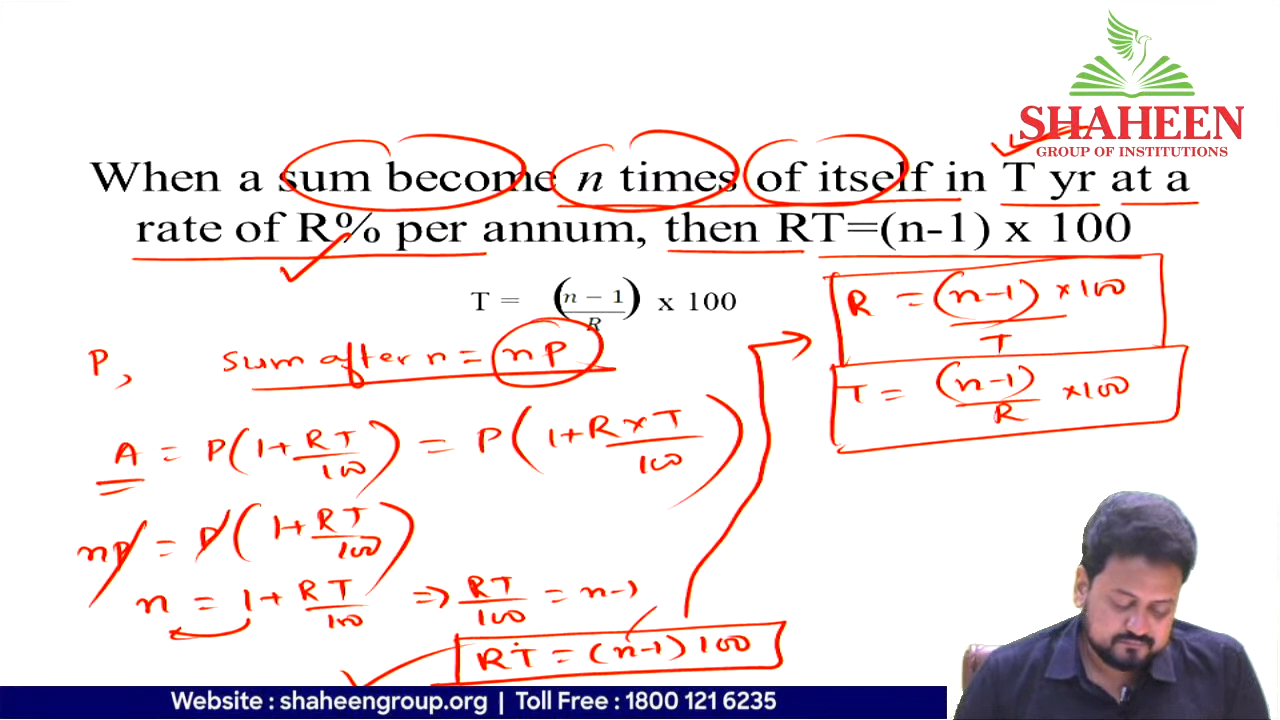 SHAHEEN
GROUP OF INSTITUTIONS
When a sum become n times of itself in T yr at a
rate of R% per annum, then RT=(n-1) x 100
T = (n − 1 / R) x 100
R = (n-1) × 100 / T
T = (n-1) / R × 100
P, sum after n = nP
A = P(1+ RT/100) = P(1+ R×T/100)
nP = P(1+ RT/100)
n = 1+ RT/100 ⇒ RT/100 = n-1
RT = (n-1) 100
Website : shaheengroup.org | Toll Free : 1800 121 6235